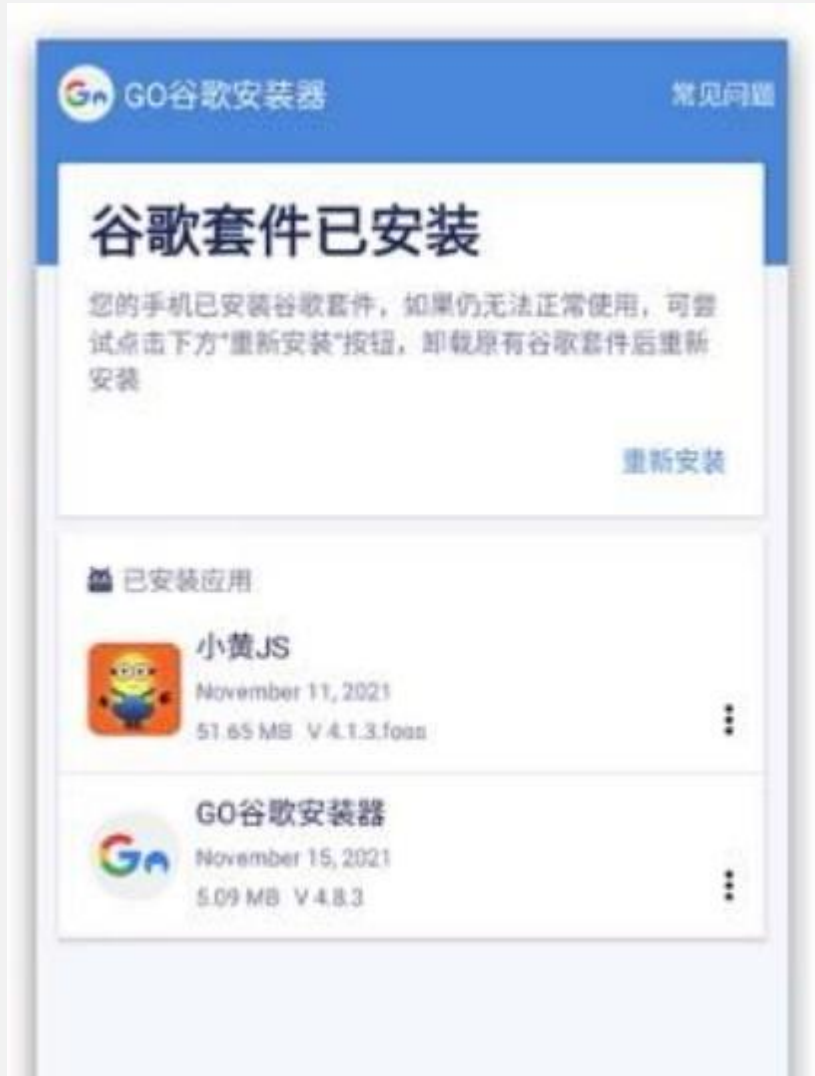 GO谷歌安装器
常见问题
谷歌套件已安装
您的手机已安装谷歌套件，如果仍无法正常使用，可尝
试点击下方"重新安装"按钮，卸载原有谷歌套件后重新
安装
重新安装
已安装应用
小黄JS
November 11, 2021
51.65 MB V 4.1.3.foss
GO谷歌安装器
November 15, 2021
5.09 MB V 4.8.3